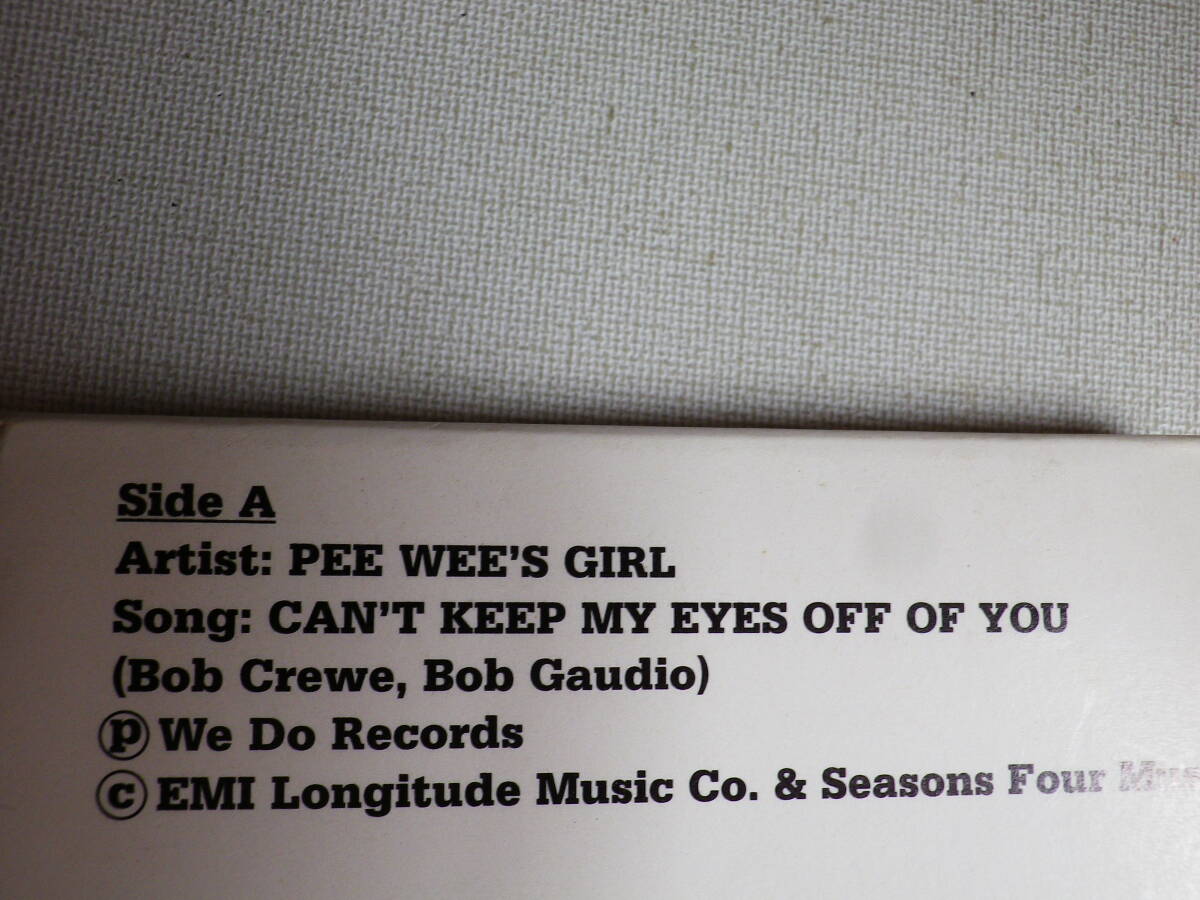 Side A
Artist: PEE WEE'S GIRL
Song: CAN'T KEEP MY EYES OFF OF YOU
(Bob Crewe, Bob Gaudio)
℗ We Do Records
© EMI Longitude Music Co. & Seasons Four